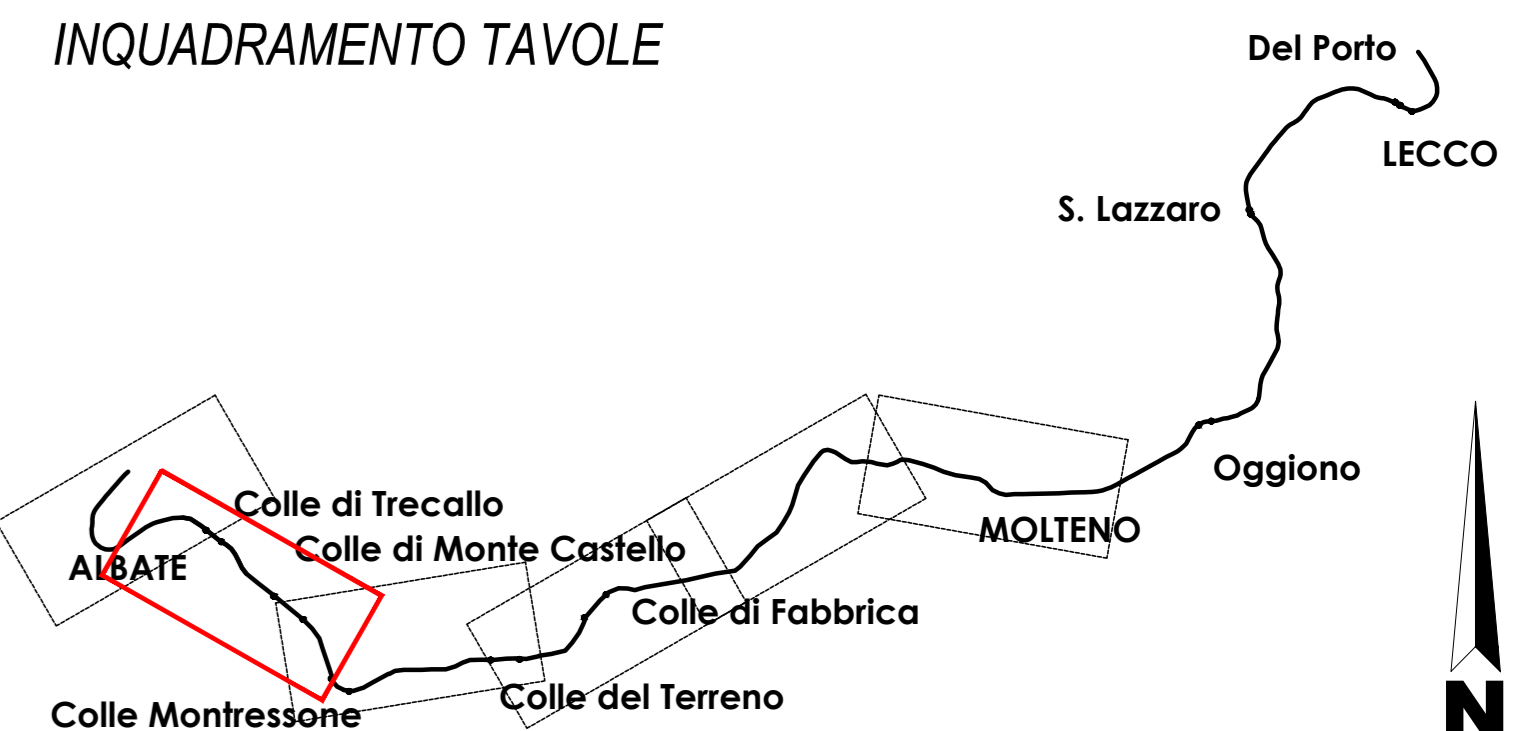 INQUADRAMENTO TAVOLE
Del Porto
LECCO
S. Lazzaro
Oggiono
Colle di Trecallo
MOLTENO
Colle di Monte Castello
ALBATE
Colle di Fabbrica
Colle del Terreno
Colle Montressone
N